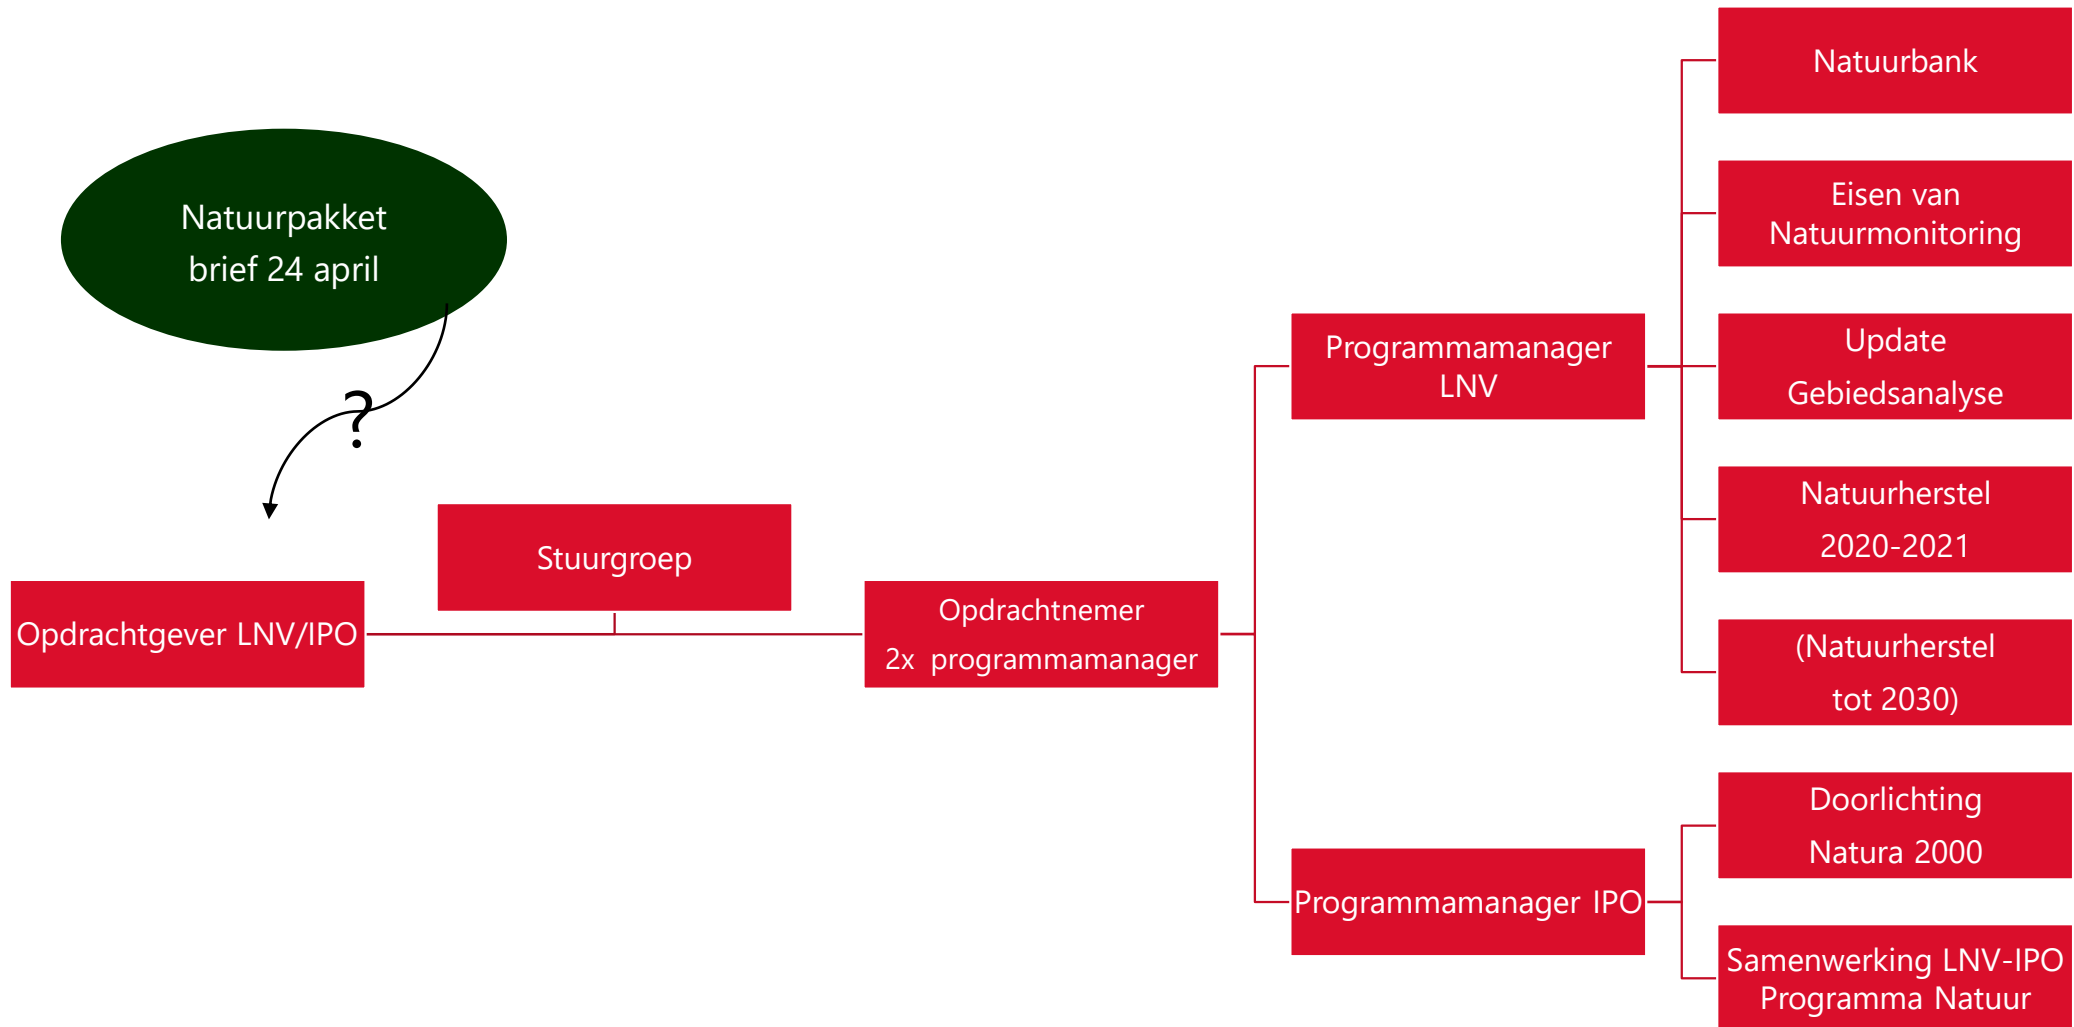 Natuurpakket
brief 24 april
?
Opdrachtgever LNV/IPO
Stuurgroep
Opdrachtnemer
2x programmamanager
Programmamanager
LNV
Natuurbank
Eisen van
Natuurmonitoring
Update
Gebiedsanalyse
Natuurherstel
2020-2021
(Natuurherstel
tot 2030)
Programmamanager IPO
Doorlichting
Natura 2000
Samenwerking LNV-IPO
Programma Natuur